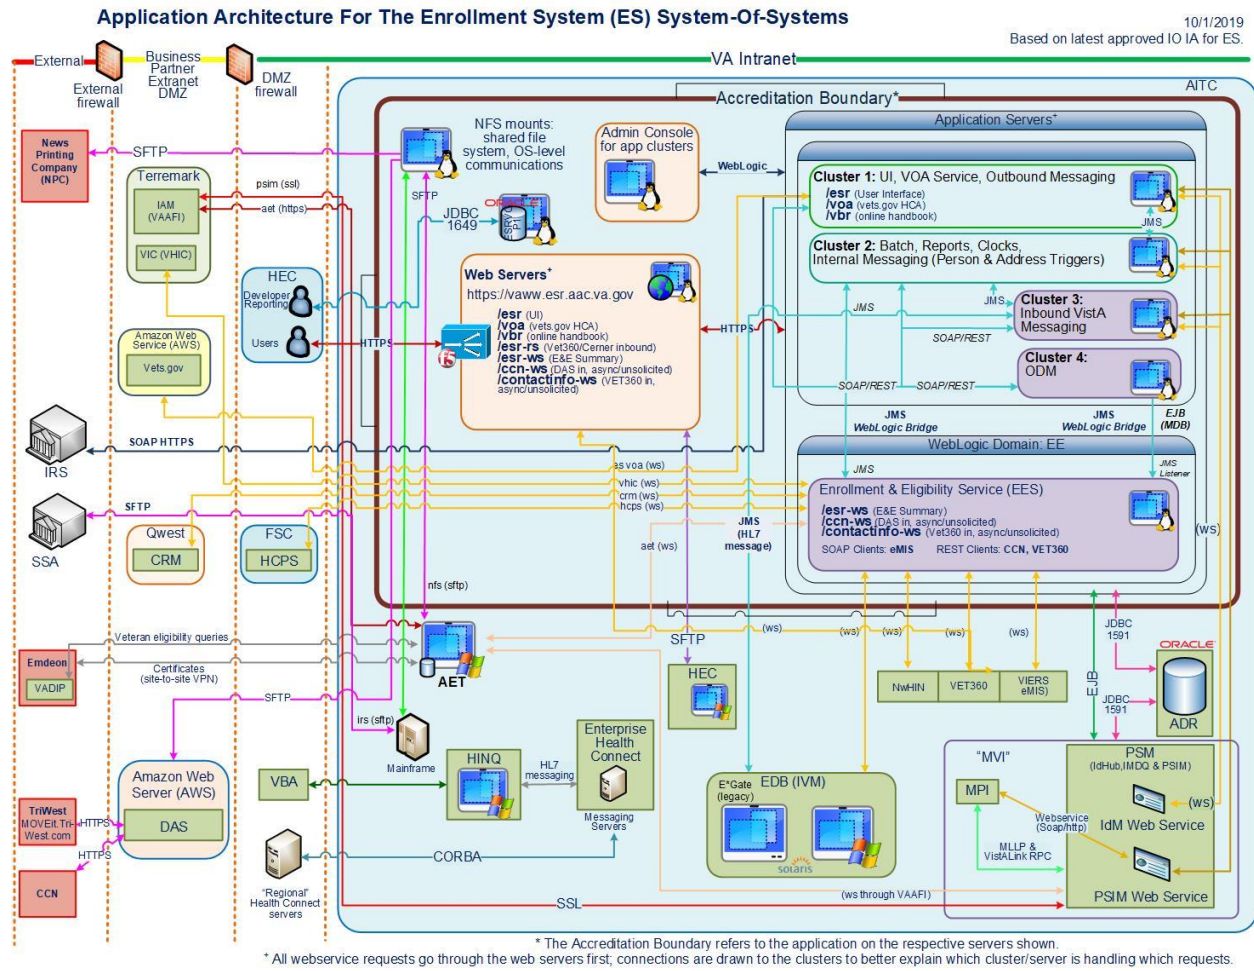 Application Architecture For The Enrollment System (ES) System-Of-Systems
10/1/2019
Based on latest approved IO IA for ES.
External
External
firewall
Business
Partner
Extranet
DMZ
DMZ
firewall
VA Intranet
AITC
Accreditation Boundary*
News
Printing
Company
(NPC)
SFTP
NFS mounts:
shared file
system, OS-level
communications
Admin Console
for app clusters
WebLogic
Application Servers+
Cluster 1: UI, VOA Service, Outbound Messaging
/esr (User Interface)
/voa (vets.gov HCA)
/vbr (online handbook)
JMS
Cluster 2: Batch, Reports, Clocks,
Internal Messaging (Person & Address Triggers)
JMS
JMS
Cluster 3:
Inbound VistA
Messaging
SOAP/REST
Cluster 4:
ODM
SOAP/REST
SOAP/REST
Terremark
IAM
(VAAFI)
VIC (VHIC)
psim (ssl)
aet (https)
SFTP
JDBC
1649
ORACLE
ESRV
P1
HEC
Developer
Reporting
Users
HTTPS
f5
Web Servers+
https://vaww.esr.aac.va.gov
/esr (UI)
/voa (vets.gov HCA)
/vbr (online handbook)
/esr-rs (Vet360/Cerner inbound)
/esr-ws (E&E Summary)
/ccn-ws (DAS in, async/unsolicited)
/contactinfo-ws (VET360 in,
async/unsolicited)
HTTPS
Amazon Web
Service (AWS)
Vets.gov
JMS
WebLogic Bridge
JMS
WebLogic Bridge
EJB
(MDB)
IRS
SOAP HTTPS
es voa (ws)
vhic (ws)
crm (ws)
hcps (ws)
WebLogic Domain: EE
JMS
JMS
Listener
Enrollment & Eligibility Service (EES)
/esr-ws (E&E Summary)
/ccn-ws (DAS in, async/unsolicited)
/contactinfo-ws (Vet360 in, async/unsolicited)
SOAP Clients: eMIS REST Clients: CCN, VET360
(ws)
SSA
SFTP
Qwest
CRM
FSC
HCPS
JMS
(HL7
message)
aet (ws)
nfs (sftp)
Veteran eligibility queries
Certificates
(site-to-site VPN)
Emdeon
VADIP
AET
SFTP
irs (sftp)
Mainframe
SFTP
HEC
(ws)
(ws)
(ws)
(ws)
NwHIN
VET360
VIERS
eMIS)
EJB
JDBC
1591
JDBC
1591
ORACLE
ADR
Amazon Web
Server (AWS)
DAS
TriWest
MOVEit.Tri-
West.com
HTTPS
HTTPS
CCN
VBA
HINQ
HL7
messaging
Enterprise
Health
Connect
Messaging
Servers
CORBA
"Regional"
Health Connect
servers
EDB (IVM)
E*Gate
(legacy)
solaris
"MVI"
MPI
Webservice
(Soap/http)
MLLP &
VistALink RPC
PSM
(IdHub,IMDQ & PSIM)
(ws)
IdM Web Service
PSIM Web Service
(ws through VAAFI)
SSL
* The Accreditation Boundary refers to the application on the respective servers shown.
+ All webservice requests go through the web servers first; connections are drawn to the clusters to better explain which cluster/server is handling which requests.